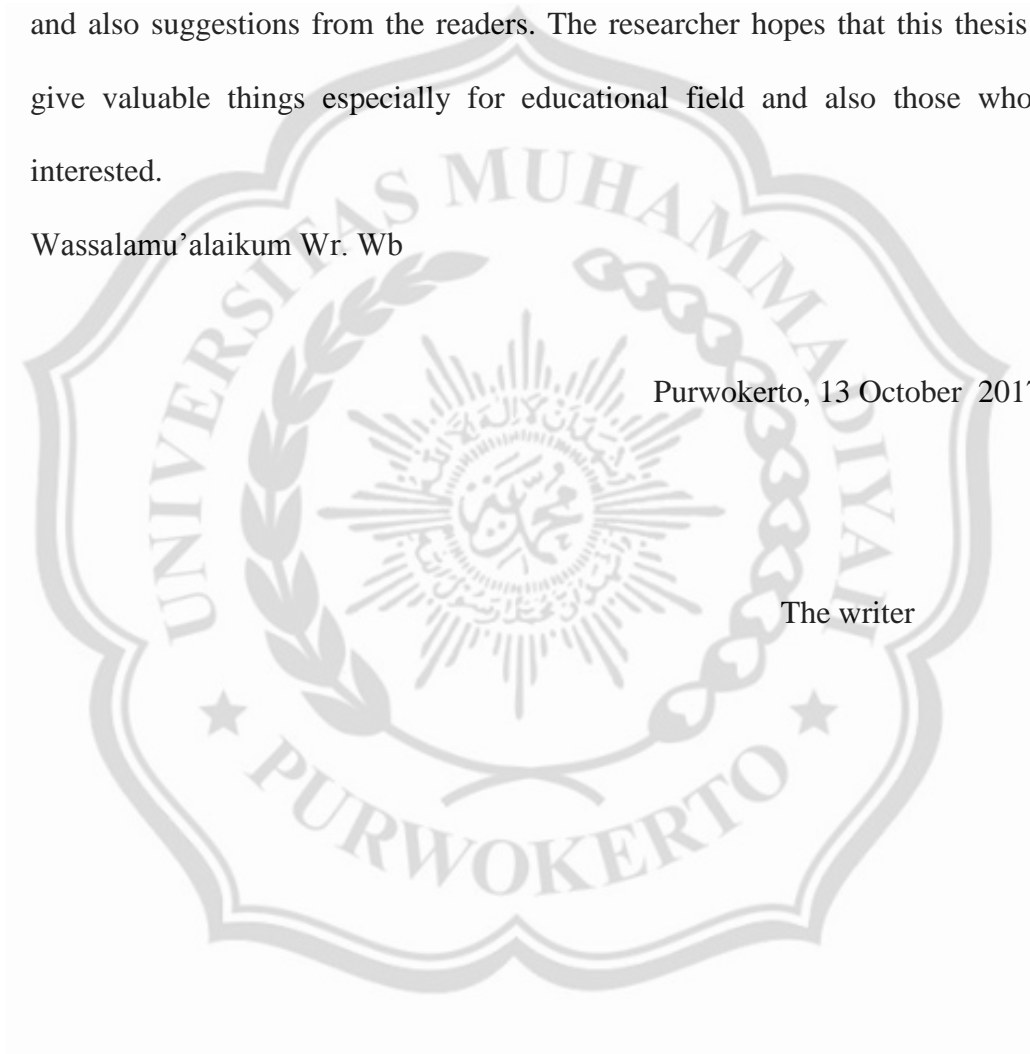 and also suggestions from the readers. The researcher hopes that this thesis
give valuable things especially for educational field and also those who
interested.
Wassalamu’alaikum Wr. Wb
Purwokerto, 13 October 201
The writer
UNIVERSITAS MUHAMMADIYAH
PURWOKERTO
محمد